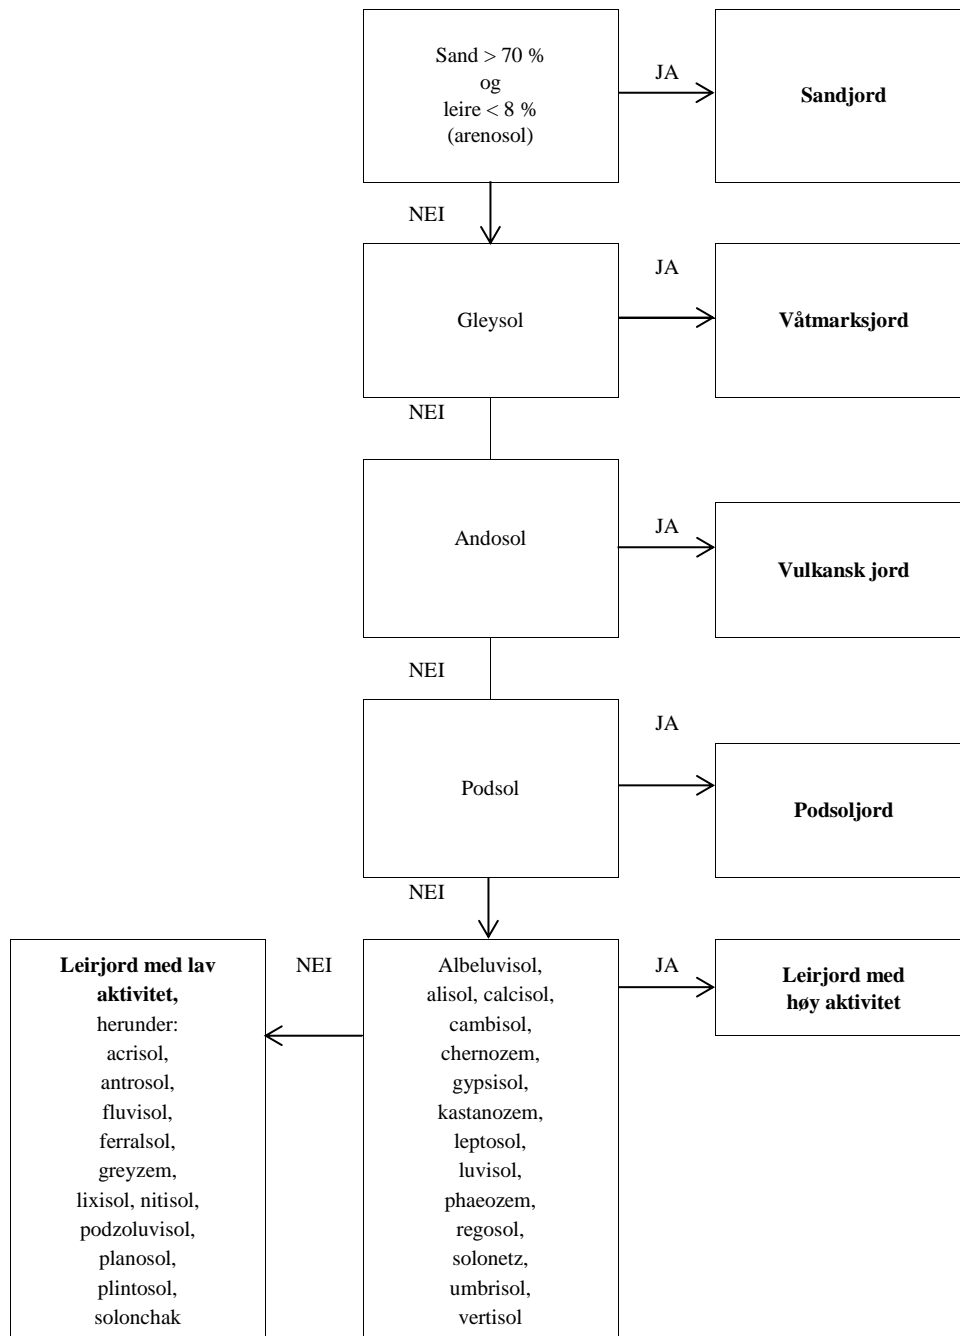 Sand > 70 %
og
leire < 8 %
(arenosol)
JA
Sandjord
NEI
Gleysol
JA
Våtmarksjord
NEI
Andosol
JA
Vulkansk jord
NEI
Podsol
JA
Podsoljord
NEI
Leirjord med lav
aktivitet,
herunder:
acrisol,
antrosol,
fluvisol,
ferralsol,
greyzem,
lixisol, nitisol,
podzoluvisol,
planosol,
plintosol,
solonchak
NEI
Albeluvisol,
alisol, calcisol,
cambisol,
chernozem,
gypsisol,
kastanozem,
leptosol,
luvisol,
phaeozem,
regosol,
solonetz,
umbrisol,
vertisol
JA
Leirjord med
høy aktivitet